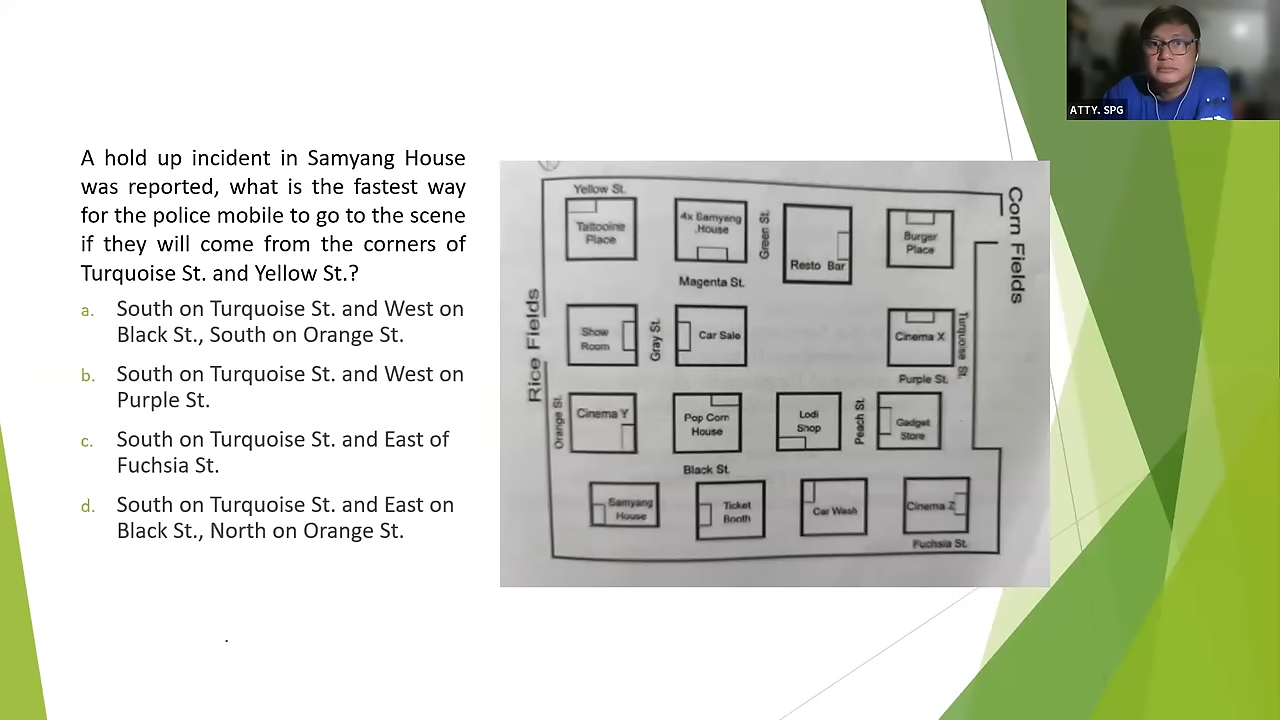 ATTY. SPG
A hold up incident in Samyang House
was reported, what is the fastest way
for the police mobile to go to the scene
if they will come from the corners of
Turquoise St. and Yellow St.?
a. South on Turquoise St. and West on
Black St., South on Orange St.
b. South on Turquoise St. and West on
Purple St.
c. South on Turquoise St. and East of
Fuchsia St.
d. South on Turquoise St. and East on
Black St., North on Orange St.
Yellow St.
Tattooine
Place
4x Samyang
House
Green St.
Resto Bar
Burger
Place
Corn Fields
Magenta St.
Rice Fields
Show
Room
Gray St.
Car Sale
Cinema X
Turquoise St.
Purple St.
Orange St.
Cinema Y
Pop Corn
House
Lodi
Shop
Peach St.
Gadget
Store
Black St.
Samyang
House
Ticket
Booth
Car Wash
Cinema Z
Fuchsia St.